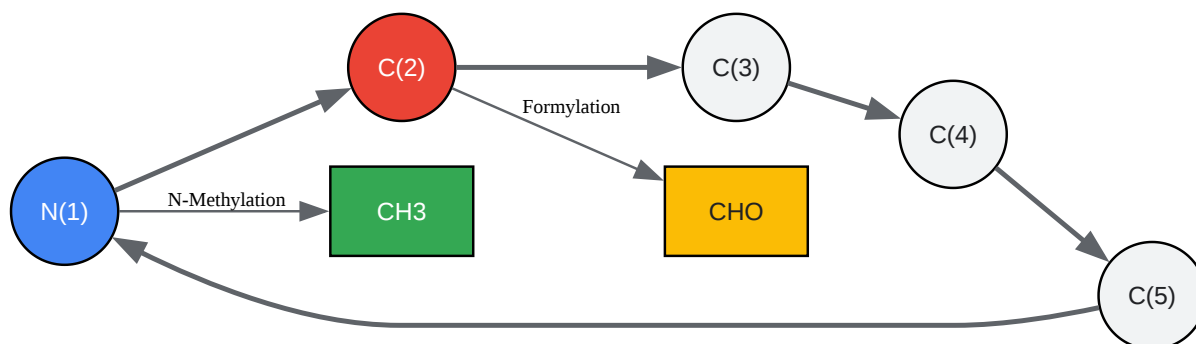 C(2)
C(3)
Formylation
C(4)
N-Methylation
N(1)
CH3
CHO
C(5)